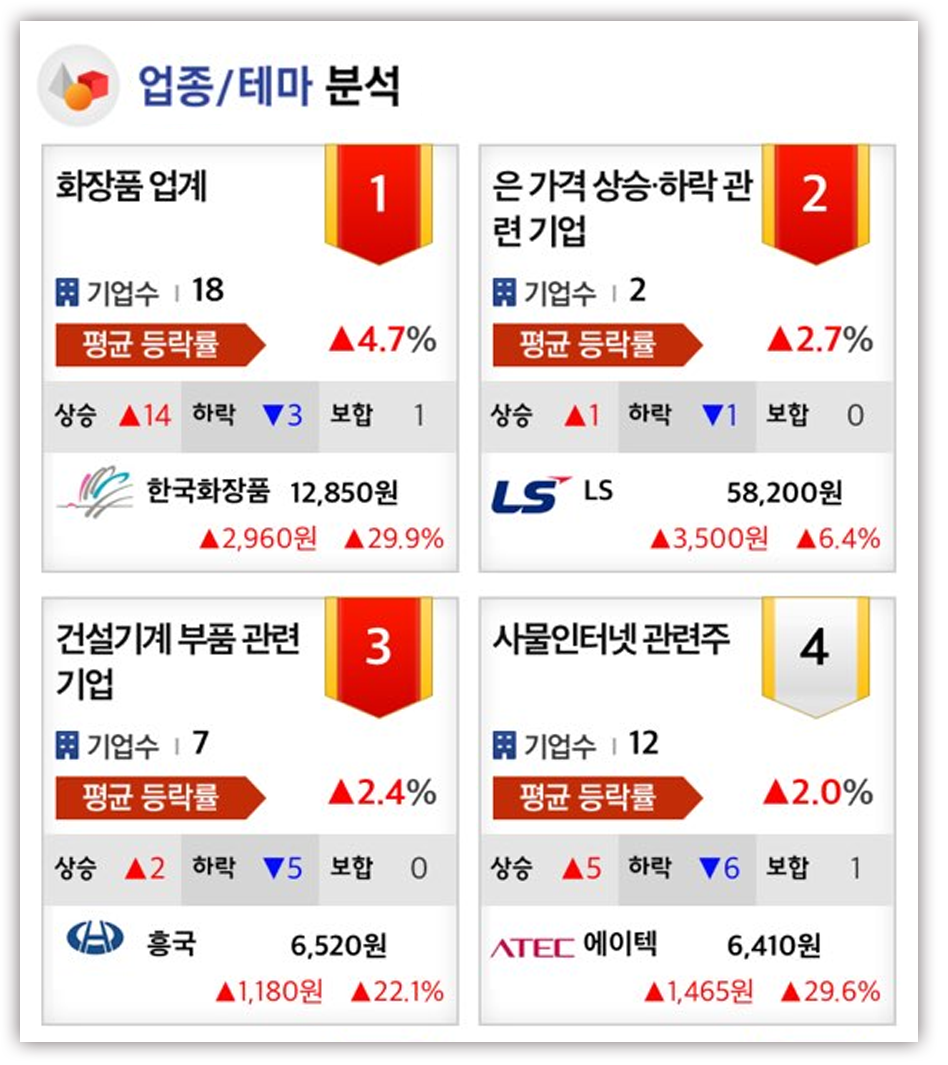 업종/테마 분석
화장품 업계
1
기업수 | 18
평균 등락률 ▲4.7%
상승 ▲14 하락 ▼3 보합 1
한국화장품 12,850원
▲2,960원 ▲29.9%
은 가격 상승·하락 관
련 기업
2
기업수 | 2
평균 등락률 ▲2.7%
상승 ▲1 하락 ▼1 보합 0
LS LS 58,200원
▲3,500원 ▲6.4%
건설기계 부품 관련
기업
3
기업수 | 7
평균 등락률 ▲2.4%
상승 ▲2 하락 ▼5 보합 0
흥국 6,520원
▲1,180원 ▲22.1%
사물인터넷 관련주
4
기업수 | 12
평균 등락률 ▲2.0%
상승 ▲5 하락 ▼6 보합 1
ATEC 에이텍 6,410원
▲1,465원 ▲29.6%